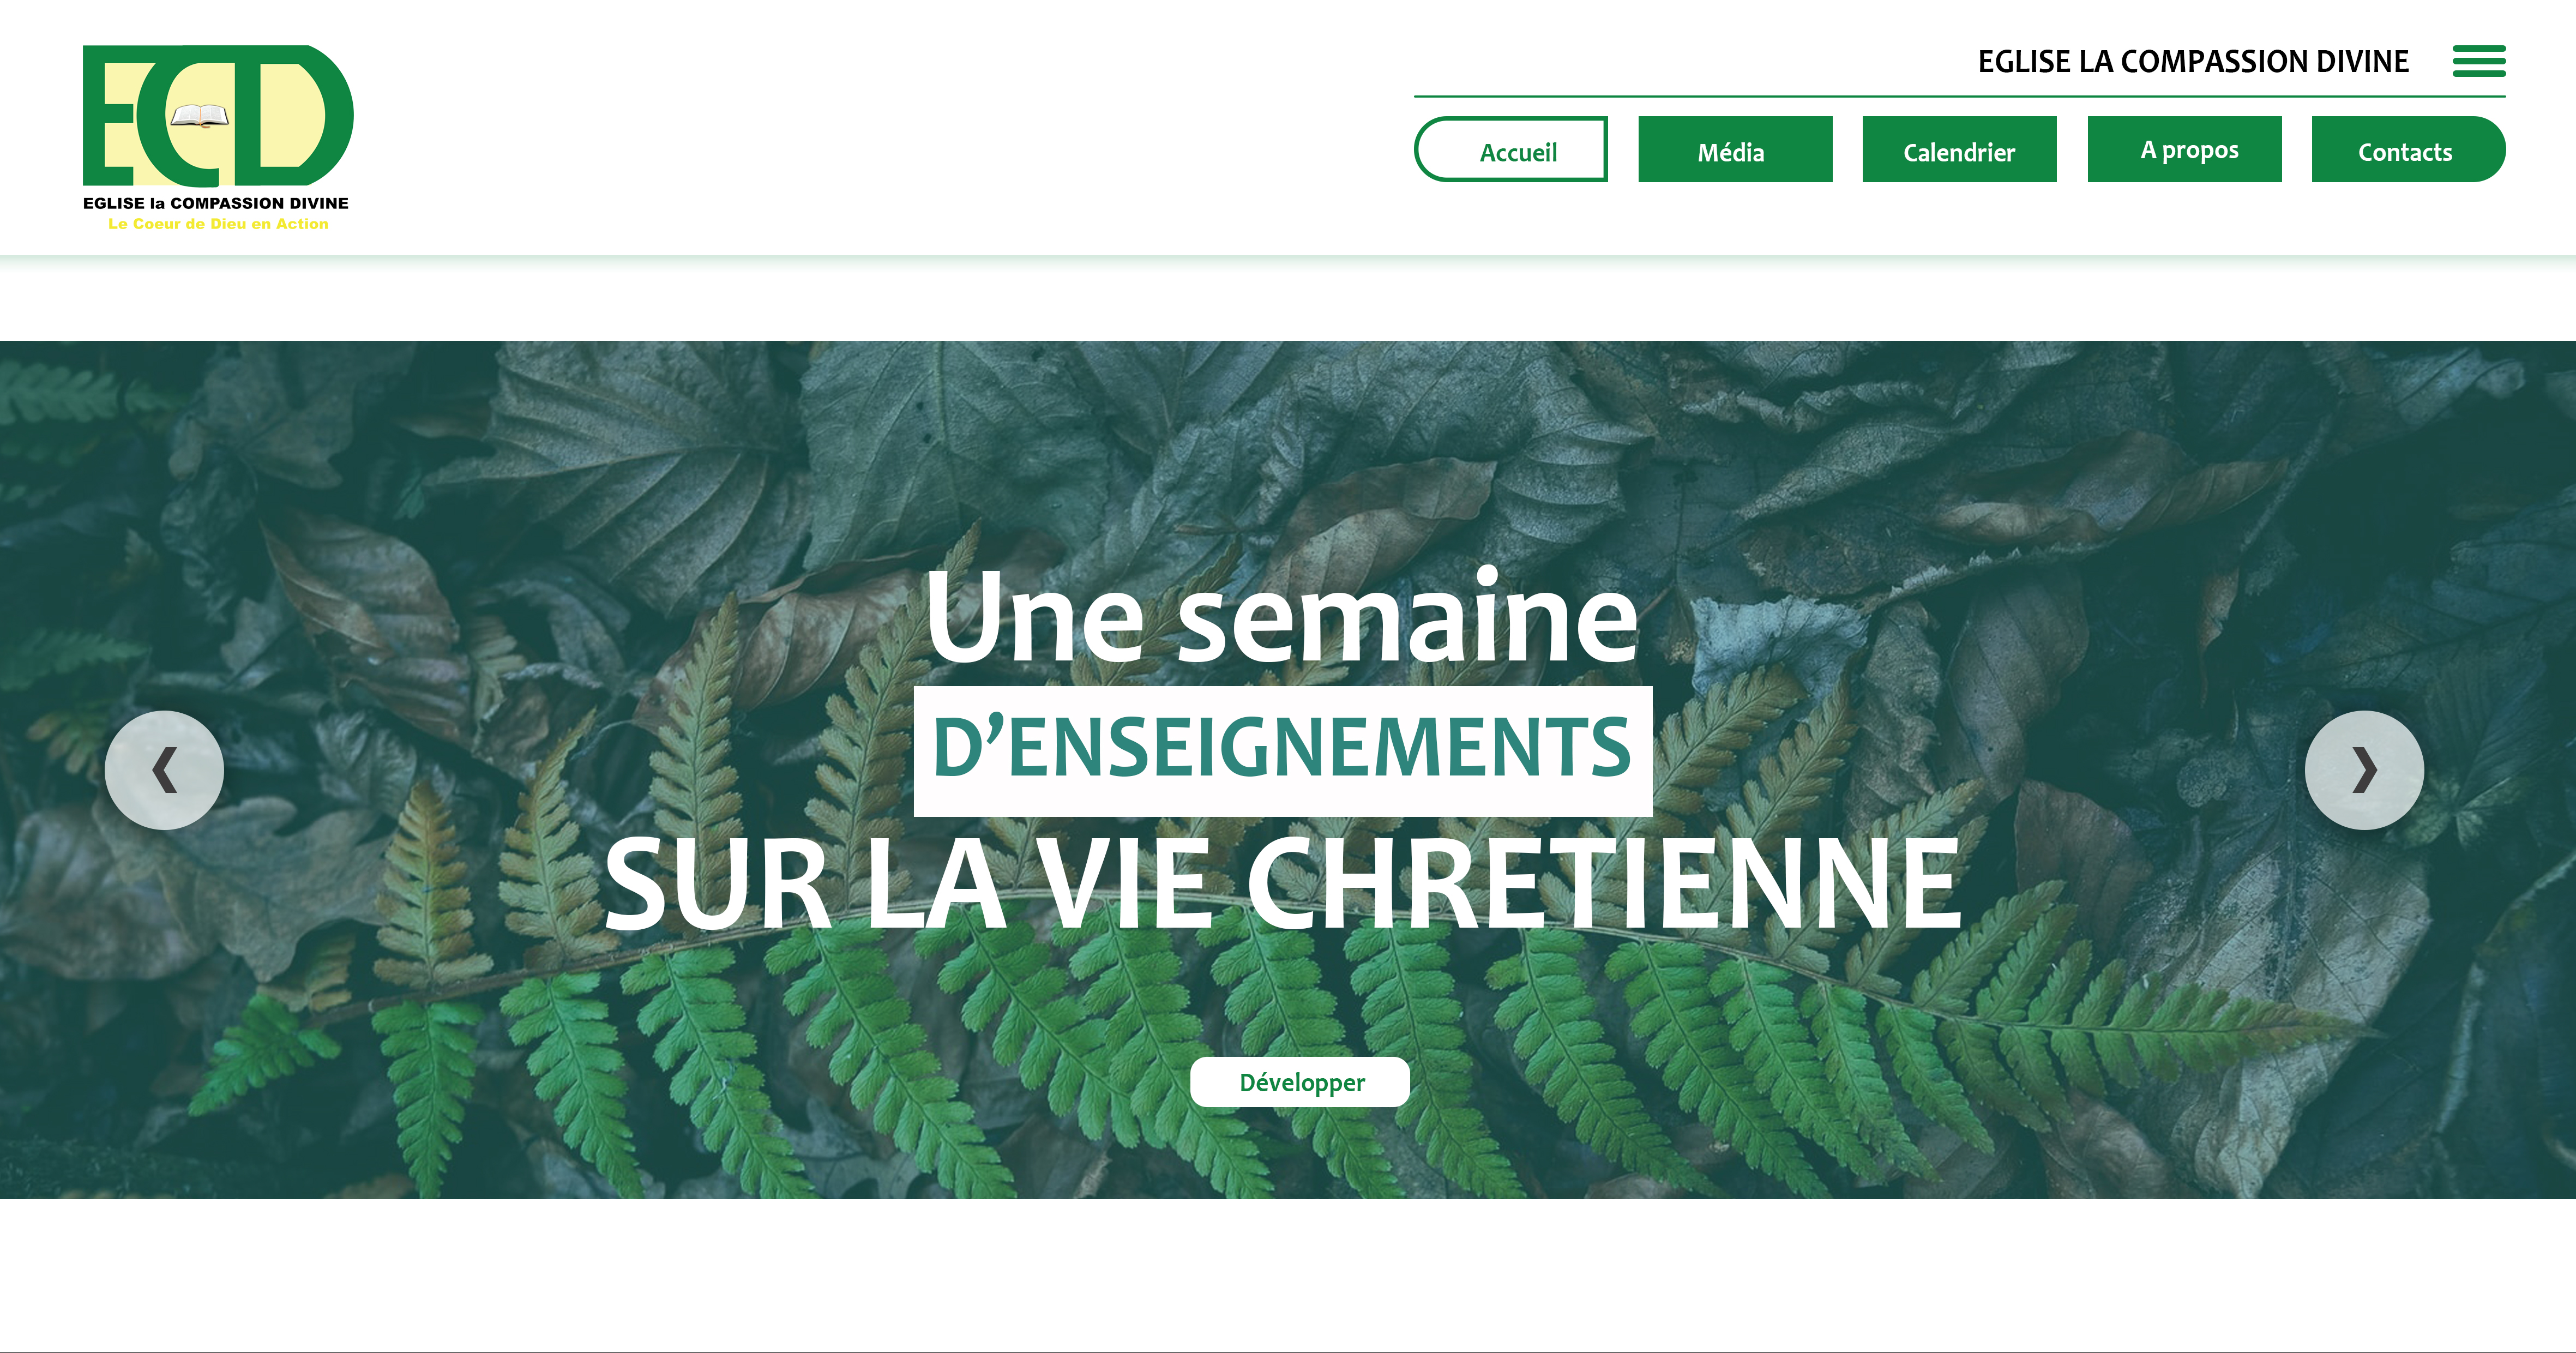 ECD
EGLISE la COMPASSION DIVINE
Le Coeur de Dieu en Action
EGLISE LA COMPASSION DIVINE
Accueil
Média
Calendrier
A propos
Contacts
Une semaine
D’ENSEIGNEMENTS
SUR LA VIE CHRETIENNE
Développer